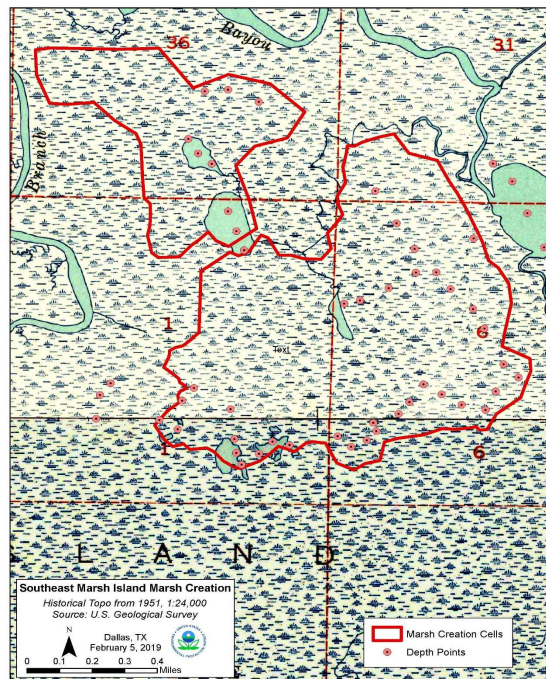 36
Bayou
31
Branch
1
6
Text
1
6
L A N D
Southeast Marsh Island Marsh Creation
Historical Topo from 1951, 1:24,000
Source: U.S. Geological Survey
N
Dallas, TX
February 5, 2019
0 0.1 0.2 0.3 0.4
Miles
Marsh Creation Cells
Depth Points